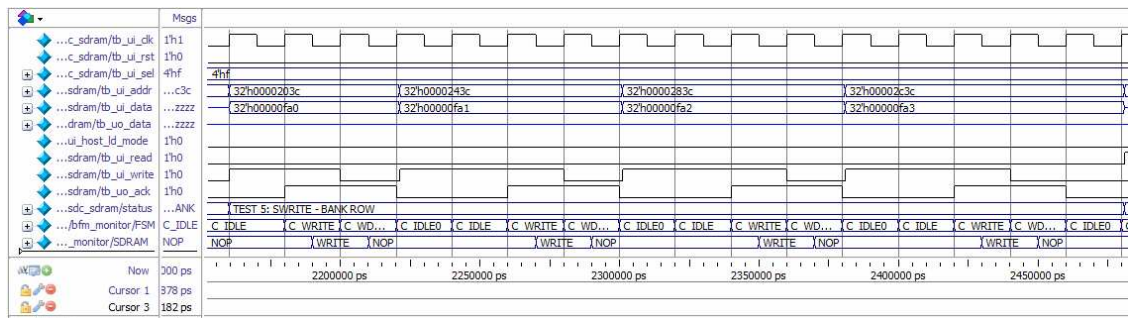 Msgs
...c_sdram/tb_ui_clk 1'h1
...c_sdram/tb_ui_rst 1'h0
...c_sdram/tb_ui_sel 4'hf 4'hf
...sdram/tb_ui_addr ...c3c 32'h0000203c 32'h0000243c 32'h0000283c 32'h00002c3c
...sdram/tb_ui_data ...zzzz 32'h00000fa0 32'h00000fa1 32'h00000fa2 32'h00000fa3
...dram/tb_uo_data ...zzzz
...ui_host_ld_mode 1'h0
...sdram/tb_ui_read 1'h0
...sdram/tb_ui_write 1'h0
...sdram/tb_uo_ack 1'h0
...sdc_sdram/status ...ANK TEST 5: SWRITE - BANK ROW
.../bfm_monitor/FSM C_IDLE C_IDLE C_WRITE C_WD... C_IDLE0 C_IDLE C_WRITE C_WD... C_IDLE0 C_IDLE C_WRITE C_WD... C_IDLE0 C_IDLE C_WRITE C_WD... C_IDLE0
..._monitor/SDRAM NOP NOP WRITE NOP WRITE NOP WRITE NOP WRITE NOP
Now 000 ps 2200000 ps 2250000 ps 2300000 ps 2350000 ps 2400000 ps 2450000 ps
Cursor 1 378 ps
Cursor 3 182 ps